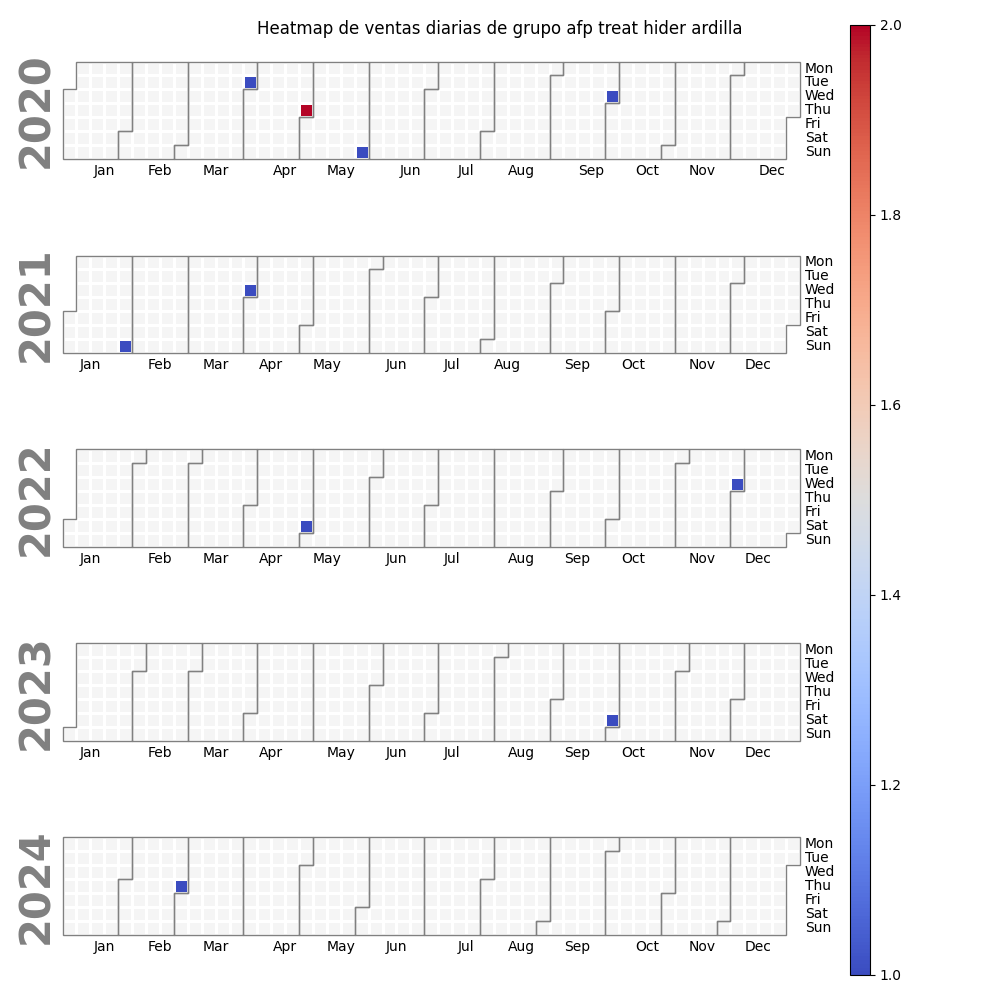 Heatmap de ventas diarias de grupo afp treat hider ardilla
2020
Mon
Tue
Wed
Thu
Fri
Sat
Sun
Jan Feb Mar Apr May Jun Jul Aug Sep Oct Nov Dec
2021
Mon
Tue
Wed
Thu
Fri
Sat
Sun
Jan Feb Mar Apr May Jun Jul Aug Sep Oct Nov Dec
2022
Mon
Tue
Wed
Thu
Fri
Sat
Sun
Jan Feb Mar Apr May Jun Jul Aug Sep Oct Nov Dec
2023
Mon
Tue
Wed
Thu
Fri
Sat
Sun
Jan Feb Mar Apr May Jun Jul Aug Sep Oct Nov Dec
2024
Mon
Tue
Wed
Thu
Fri
Sat
Sun
Jan Feb Mar Apr May Jun Jul Aug Sep Oct Nov Dec
2.0
1.8
1.6
1.4
1.2
1.0